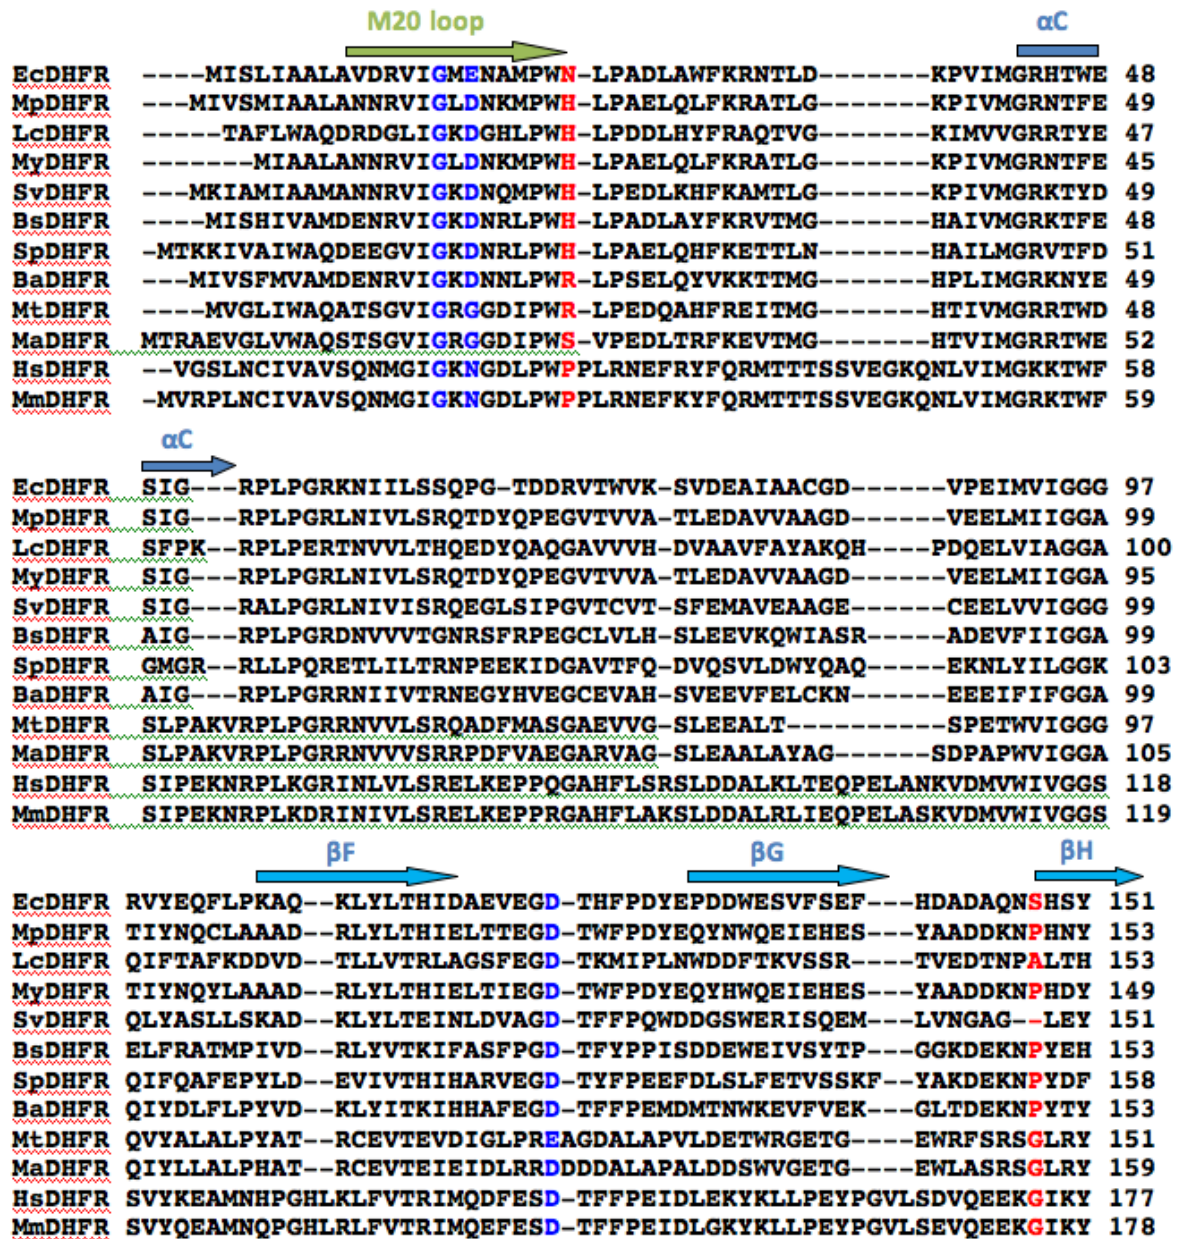 M20 loop αC
EcDHFR ----MISLIAALAVDRVIGMENAMPWN-LPADLAWFKRNTLD-------KPVIMGRHTWE 48
MpDHFR ---MIVSMIAALANNRVIGLDNKMPWH-LPAELQLFKRATLG-------KPIVMGRNTFE 49
LcDHFR -----TAFLWAQDRDGLIGKDGHLPWH-LPDDLHYFRAQTVG-------KIMVVGRRTYE 47
MyDHFR -------MIAALANNRVIGLDNKMPWH-LPAELQLFKRATLG-------KPIVMGRNTFE 45
SvDHFR ---MKIAMIAAMANNRVIGKDNQMPWH-LPEDLKHFKAMTLG-------KPIVMGRKTYD 49
BsDHFR ----MISHIVAMDENRVIGKDNRLPWH-LPADLAYFKRVTMG-------HAIVMGRKTFE 48
SpDHFR -MTKKIVAIWAQDEEGVIGKDNRLPWH-LPAELQHFKETTLN-------HAILMGRVTFD 51
BaDHFR ---MIVSFMVAMDENRVIGKDNNLPWR-LPSELQYVKKTTMG-------HPLIMGRKNYE 49
MtDHFR ----MVGLIWAQATSGVIGRGGDIPWR-LPEDQAHFREITMG-------HTIVMGRRTWD 48
MaDHFR MTRAEVGLVWAQSTSGVIGRGGDIPWS-VPEDLTRFKEVTMG-------HTVIMGRRTWE 52
HsDHFR --VGSLNCIVAVSQNMGIGKNGDLPWPPLRNEFRYFQRMTTTSSVEGKQNLVIMGKKTWF 58
MmDHFR -MVRPLNCIVAVSQNMGIGKNGDLPWPPLRNEFKYFQRMTTTSSVEGKQNLVIMGRKTWF 59
αC
EcDHFR SIG---RPLPGRKNIILSSQPG-TDDRVTWVK-SVDEAIAACGD------VPEIMVIGGG 97
MpDHFR SIG---RPLPGRLNIVLSRQTDYQPEGVTVVA-TLEDAVVAAGD------VEELMIIGGA 99
LcDHFR SFPK--RPLPERTNVVLTHQEDYQAQGAVVVH-DVAAVFAYAKQH----PDQELVIAGGA 100
MyDHFR SIG---RPLPGRLNIVLSRQTDYQPEGVTVVA-TLEDAVVAAGD------VEELMIIGGA 95
SvDHFR SIG---RALPGRLNIVISRQEGLSIPGVTCVT-SFEMAVEAAGE------CEELVVIGGG 99
BsDHFR AIG---RPLPGRDNVVVTGNRSFRPEGCLVLH-SLEEVKQWIASR-----ADEVFIIGGA 99
SpDHFR GMGR--RLLPQRETLILTRNPEEKIDGAVTFQ-DVQSVLDWYQAQ-----EKNLYILGGK 103
BaDHFR AIG---RPLPGRRNIIVTRNEGYHVEGCEVAH-SVEEVFELCKN------EEEIFIFGGA 99
MtDHFR SLPAKVRPLPGRRNVVLSRQADFMASGAEVVG-SLEEALT----------SPETWVIGGG 97
MaDHFR SLPAKVRPLPGRRNVVVSRRPDFVAEGARVAG-SLEAALAYAG------SDPAPWVIGGA 105
HsDHFR SIPEKNRPLKGRINLVLSRELKEPPQGAHFLSRSLDDALKLTEQPELANKVDMVWIVGGS 118
MmDHFR SIPEKNRPLKDRINIVLSRELKEPPRGAHFLAKSLDDALRLIEQPELASKVDMVWIVGGS 119
βF βG βH
EcDHFR RVYEQFLPKAQ--KLYLTHIDAEVEGD-THFPDYEPDDWESVFSEF---HDADAQNSHSY 151
MpDHFR TIYNQCLAAAD--RLYLTHIELTTEGD-TWFPDYEQYNWQEIEHES---YAADDKNPHNY 153
LcDHFR QIFTAFKDDVD--TLLVTRLAGSFEGD-TKMIPLNWDDFTKVSSR----TVEDTNPALTH 153
MyDHFR TIYNQYLAAAD--RLYLTHIELTIEGD-TWFPDYEQYHWQEIEHES---YAADDKNPHDY 149
SvDHFR QLYASLLSKAD--KLYLTEINLDVAGD-TFFPQWDDGSWERISQEM---LVNGAG--LEY 151
BsDHFR ELFRATMPIVD--RLYVTKIFASFPGD-TFYPPISDDEWEIVSYTP---GGKDEKNPYEH 153
SpDHFR QIFQAFEPYLD--EVIVTHIHARVEGD-TYFPEEFDLSLFETVSSKF--YAKDEKNPYDF 158
BaDHFR QIYDLFLPYVD--KLYITKIHHAFEGD-TFFPEMDMTNWKEVFVEK---GLTDEKNPYTY 153
MtDHFR QVYALALPYAT--RCEVTEVDIGLPREAGDALAPVLDETWRGETG----EWRFSRSGLRY 151
MaDHFR QIYLLALPHAT--RCEVTEIEIDLRRDDDDALAPALDDSWVGETG----EWLASRSGLRY 159
HsDHFR SVYKEAMNHPGHLKLFVTRIMQDFESD-TFFPEIDLEKYKLLPEYPGVLSDVQEEKGIKY 177
MmDHFR SVYQEAMNQPGHLRLFVTRIMQEFESD-TFFPEIDLGKYKLLPEYPGVLSEVQEEKGIKY 178